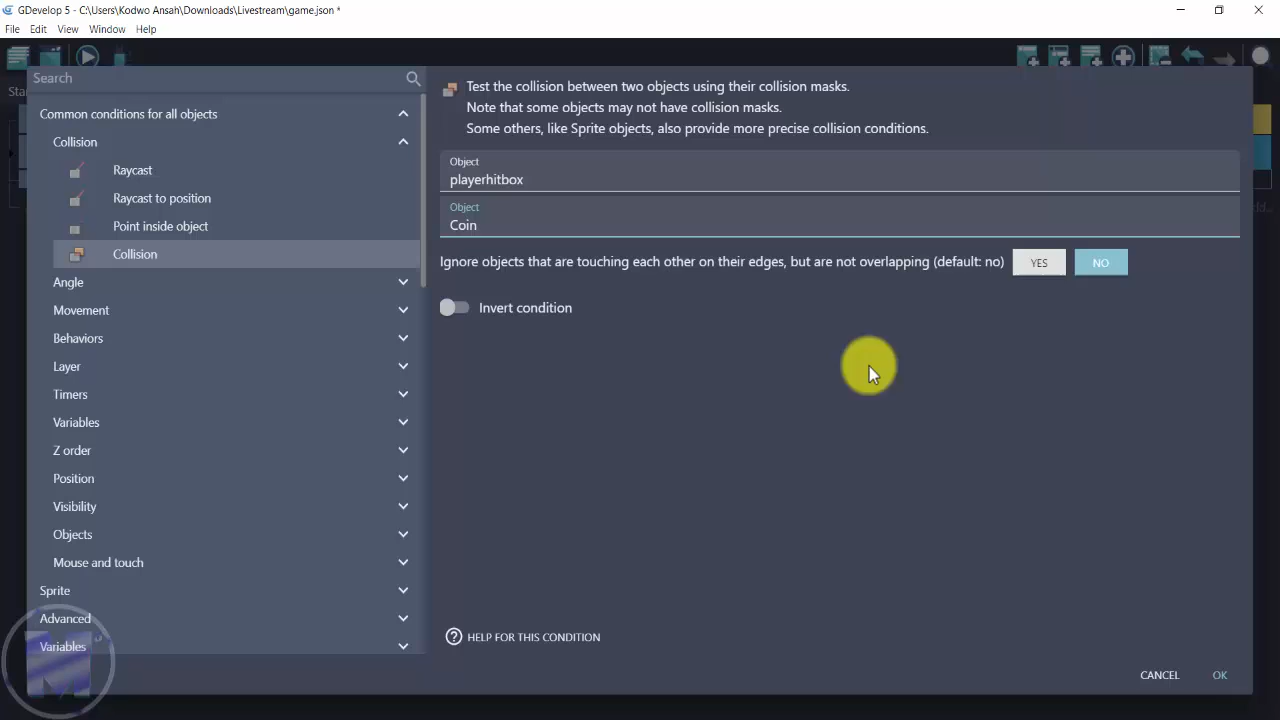 GDevelop 5 - C:\Users\Kodwo Ansah\Downloads\Livestream\game.json *
File Edit View Window Help
Search
Common conditions for all objects
Collision
Raycast
Raycast to position
Point inside object
Collision
Angle
Movement
Behaviors
Layer
Timers
Variables
Z order
Position
Visibility
Objects
Mouse and touch
Sprite
Advanced
Variables
Test the collision between two objects using their collision masks.
Note that some objects may not have collision masks.
Some others, like Sprite objects, also provide more precise collision conditions.
Object
playerhitbox
Object
Coin
Ignore objects that are touching each other on their edges, but are not overlapping (default: no) YES NO
Invert condition
HELP FOR THIS CONDITION
CANCEL OK